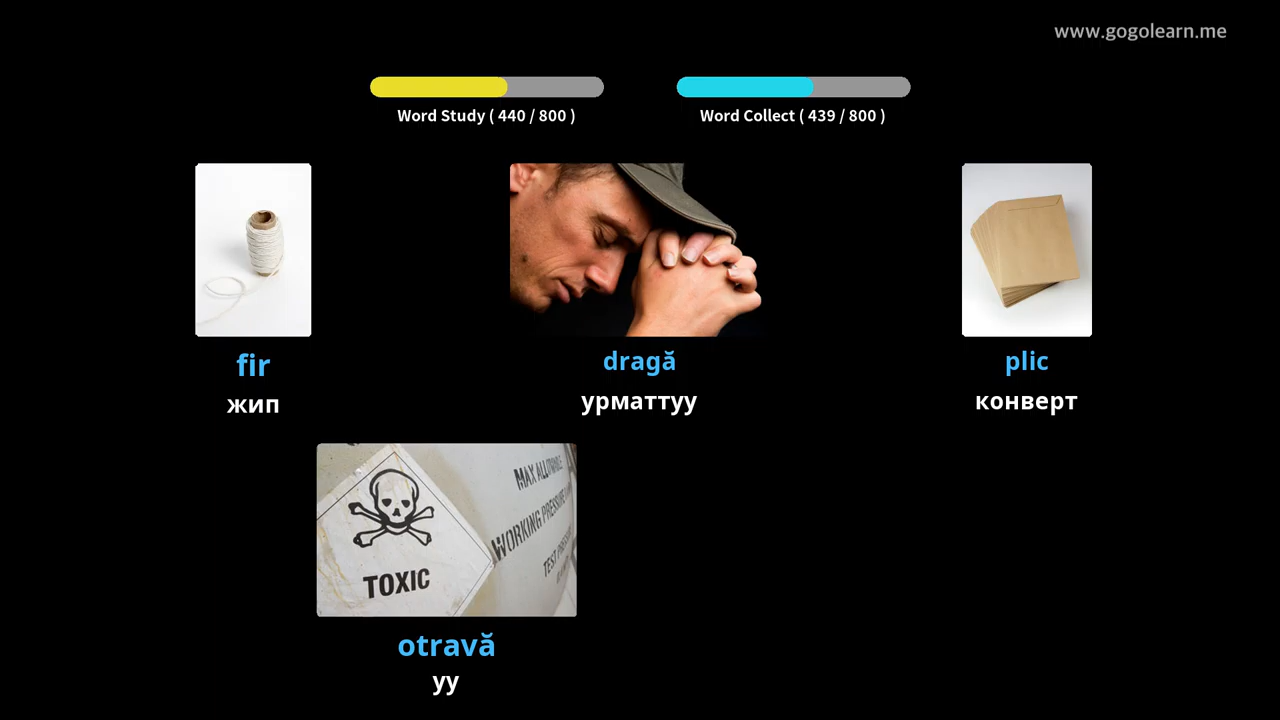 www.gogolearn.me
Word Study ( 440 / 800 )
Word Collect ( 439 / 800 )
fir
dragă
plic
жип
урматтуу
конверт
MAX ALLOWABLE
WORKING PRESSURE
TEST PRESSURE
TOXIC
otravă
уу